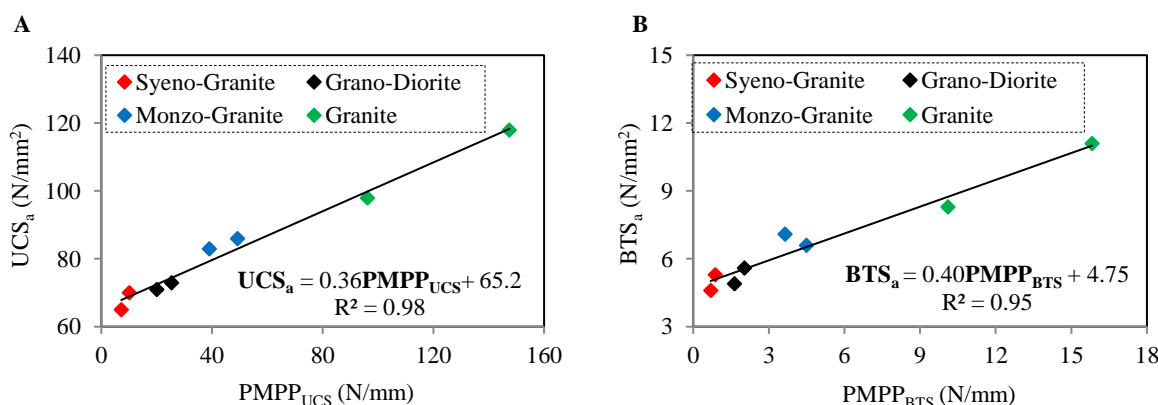 A
140
120
100
80
60
UCSa (N/mm²)
Syeno-Granite Grano-Diorite
Monzo-Granite Granite
UCSa = 0.36PMPPUCS + 65.2
R² = 0.98
0 40 80 120 160
PMPPUCS (N/mm)
B
15
12
9
6
3
BTSa (N/mm²)
Syeno-Granite Grano-Diorite
Monzo-Granite Granite
BTSa = 0.40PMPPBTS + 4.75
R² = 0.95
0 3 6 9 12 15 18
PMPPBTS (N/mm)